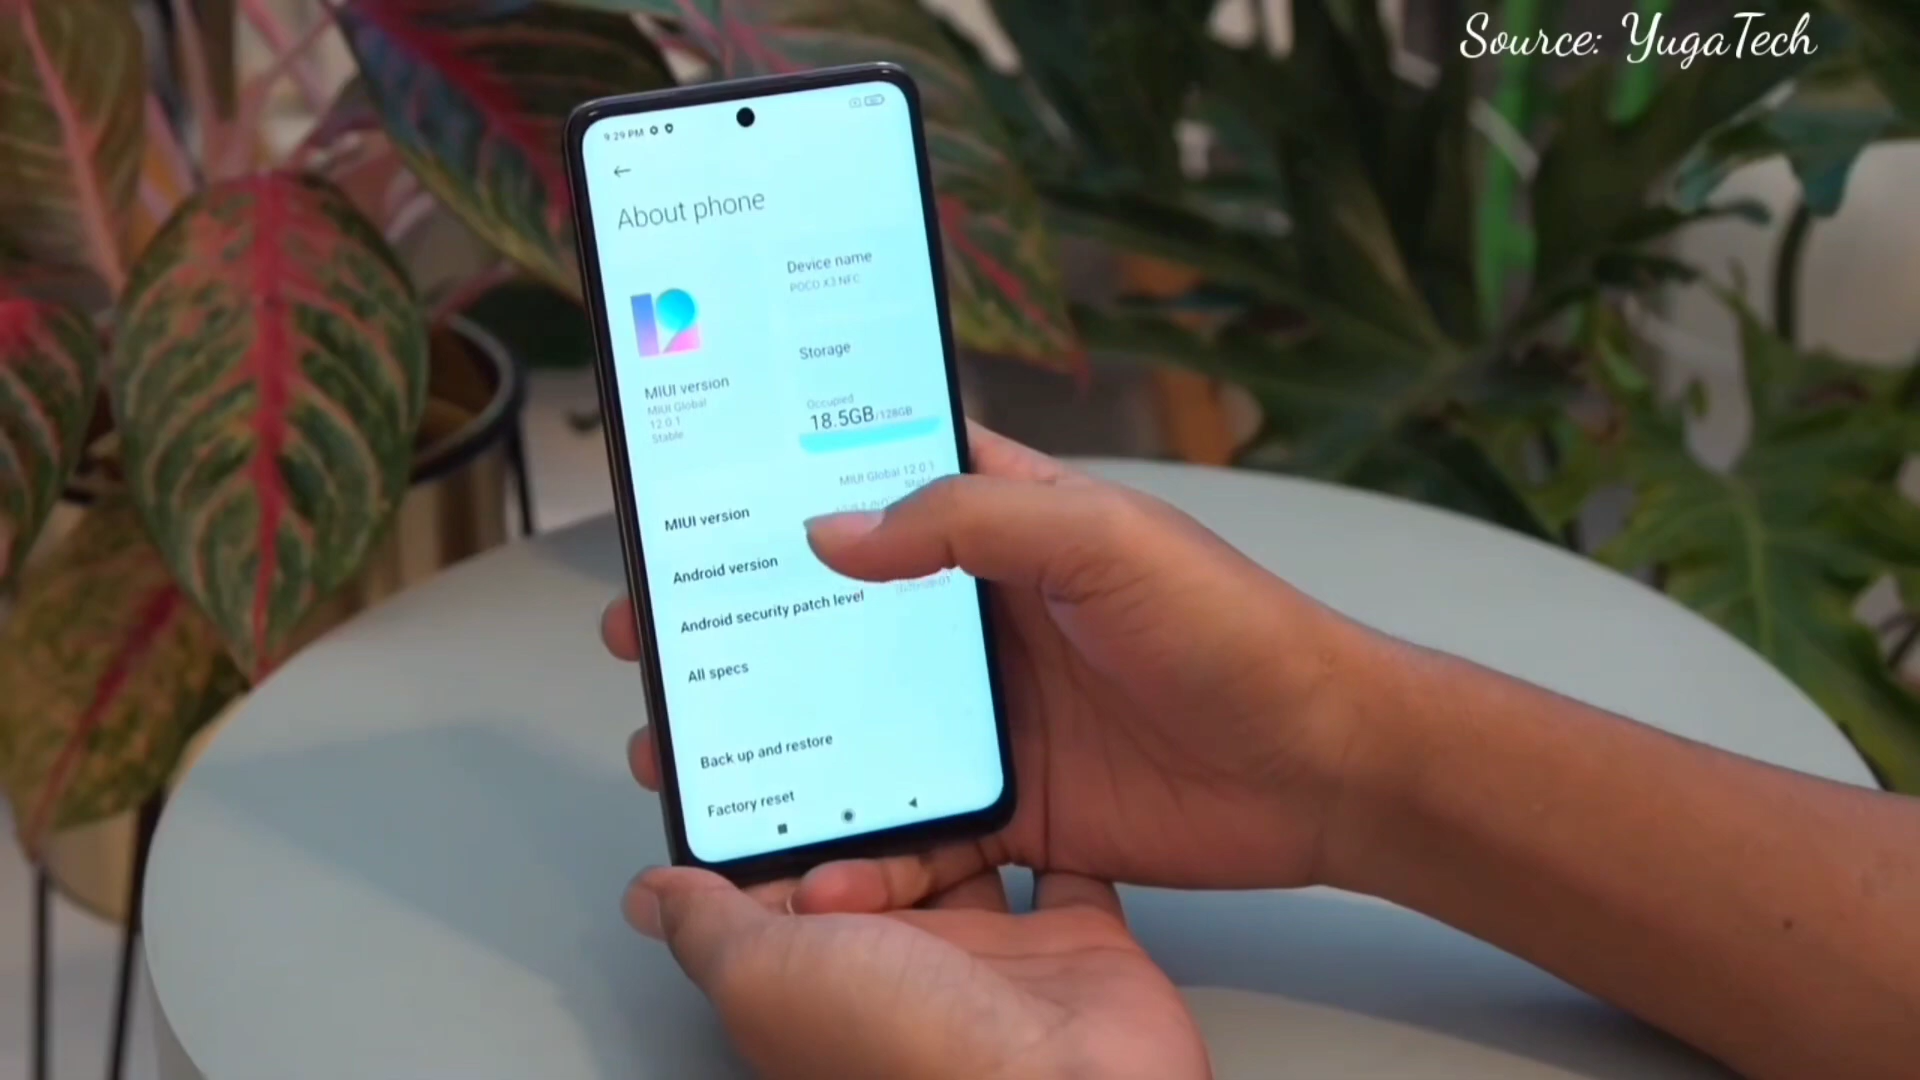 Source: YugaTech
9:29 PM
About phone
Device name
POCO X3 NFC
12
Storage
MIUI version
MIUI Global
12.0.1
Stable
Occupied
18.5GB/128GB
MIUI Global 12.0.1
MIUI version
Android version
Android security patch level
All specs
Back up and restore
Factory reset